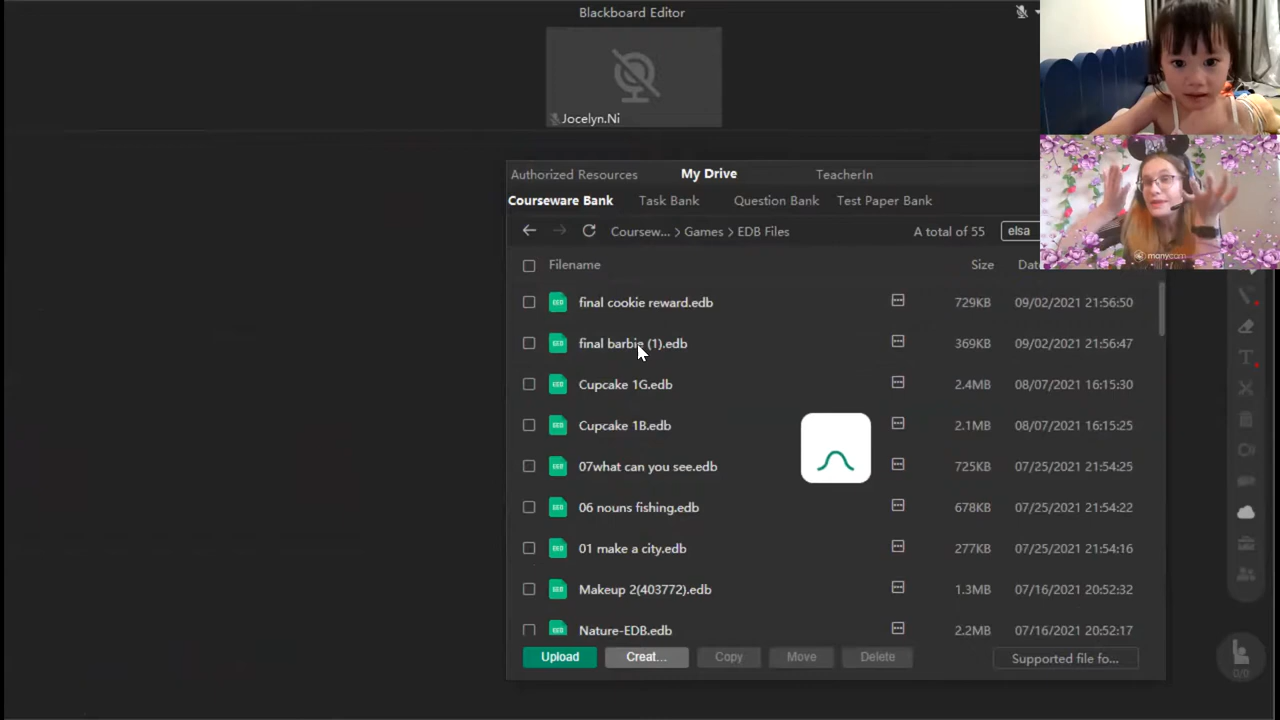 Blackboard Editor
Jocelyn.Ni
Authorized Resources My Drive TeacherIn
Courseware Bank Task Bank Question Bank Test Paper Bank
Coursew... > Games > EDB Files A total of 55 elsa
Filename Size
final cookie reward.edb 729KB 09/02/2021 21:56:50
final barbie (1).edb 369KB 09/02/2021 21:56:47
Cupcake 1G.edb 2.4MB 08/07/2021 16:15:30
Cupcake 1B.edb 2.1MB 08/07/2021 16:15:25
07what can you see.edb 725KB 07/25/2021 21:54:25
06 nouns fishing.edb 678KB 07/25/2021 21:54:22
01 make a city.edb 277KB 07/25/2021 21:54:16
Makeup 2(403772).edb 1.3MB 07/16/2021 20:52:32
Nature-EDB.edb 2.2MB 07/16/2021 20:52:17
Upload Creat... Copy Move Delete Supported file fo...
manycam
0/0